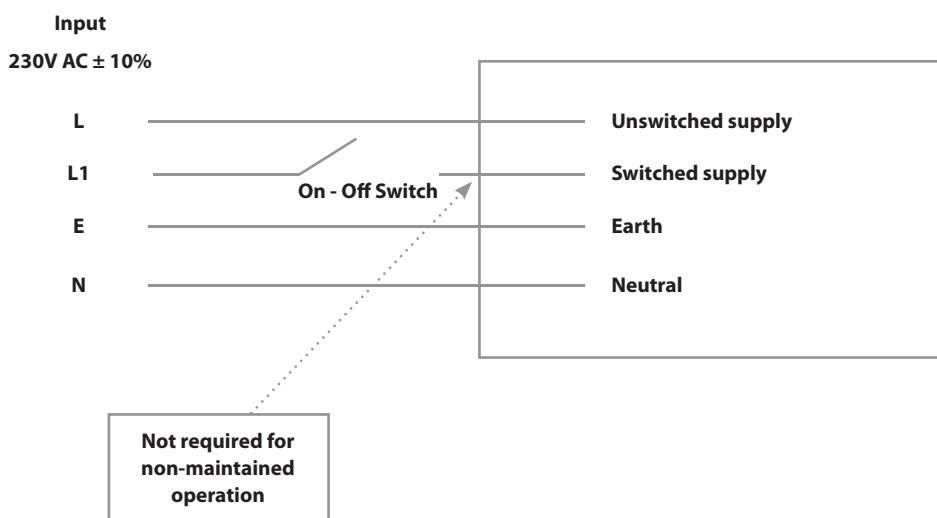 Input
230V AC ± 10%
L
Unswitched supply
L1
Switched supply
On - Off Switch
E
Earth
N
Neutral
Not required for
non-maintained
operation